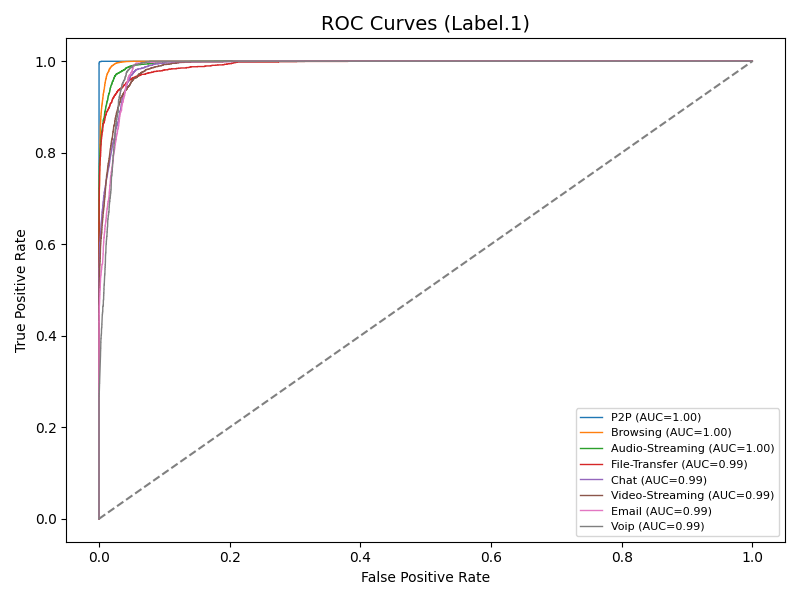 ROC Curves (Label.1)
True Positive Rate
1.0
0.8
0.6
0.4
0.2
0.0
0.0 0.2 0.4 0.6 0.8 1.0
False Positive Rate
P2P (AUC=1.00)
Browsing (AUC=1.00)
Audio-Streaming (AUC=1.00)
File-Transfer (AUC=0.99)
Chat (AUC=0.99)
Video-Streaming (AUC=0.99)
Email (AUC=0.99)
Voip (AUC=0.99)